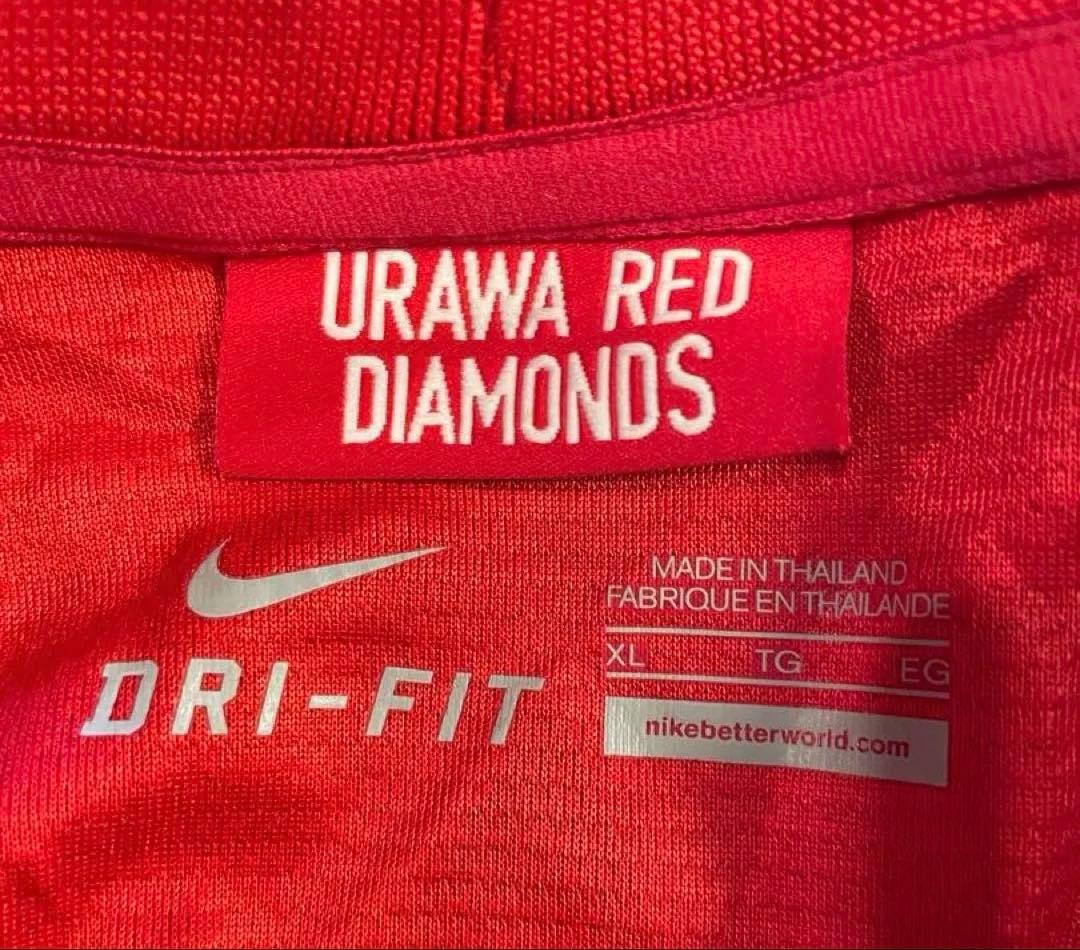 URAWA RED
DIAMONDS
DRI-FIT
MADE IN THAILAND
FABRIQUE EN THAILANDE
XL TG EG
nikebetterworld.com